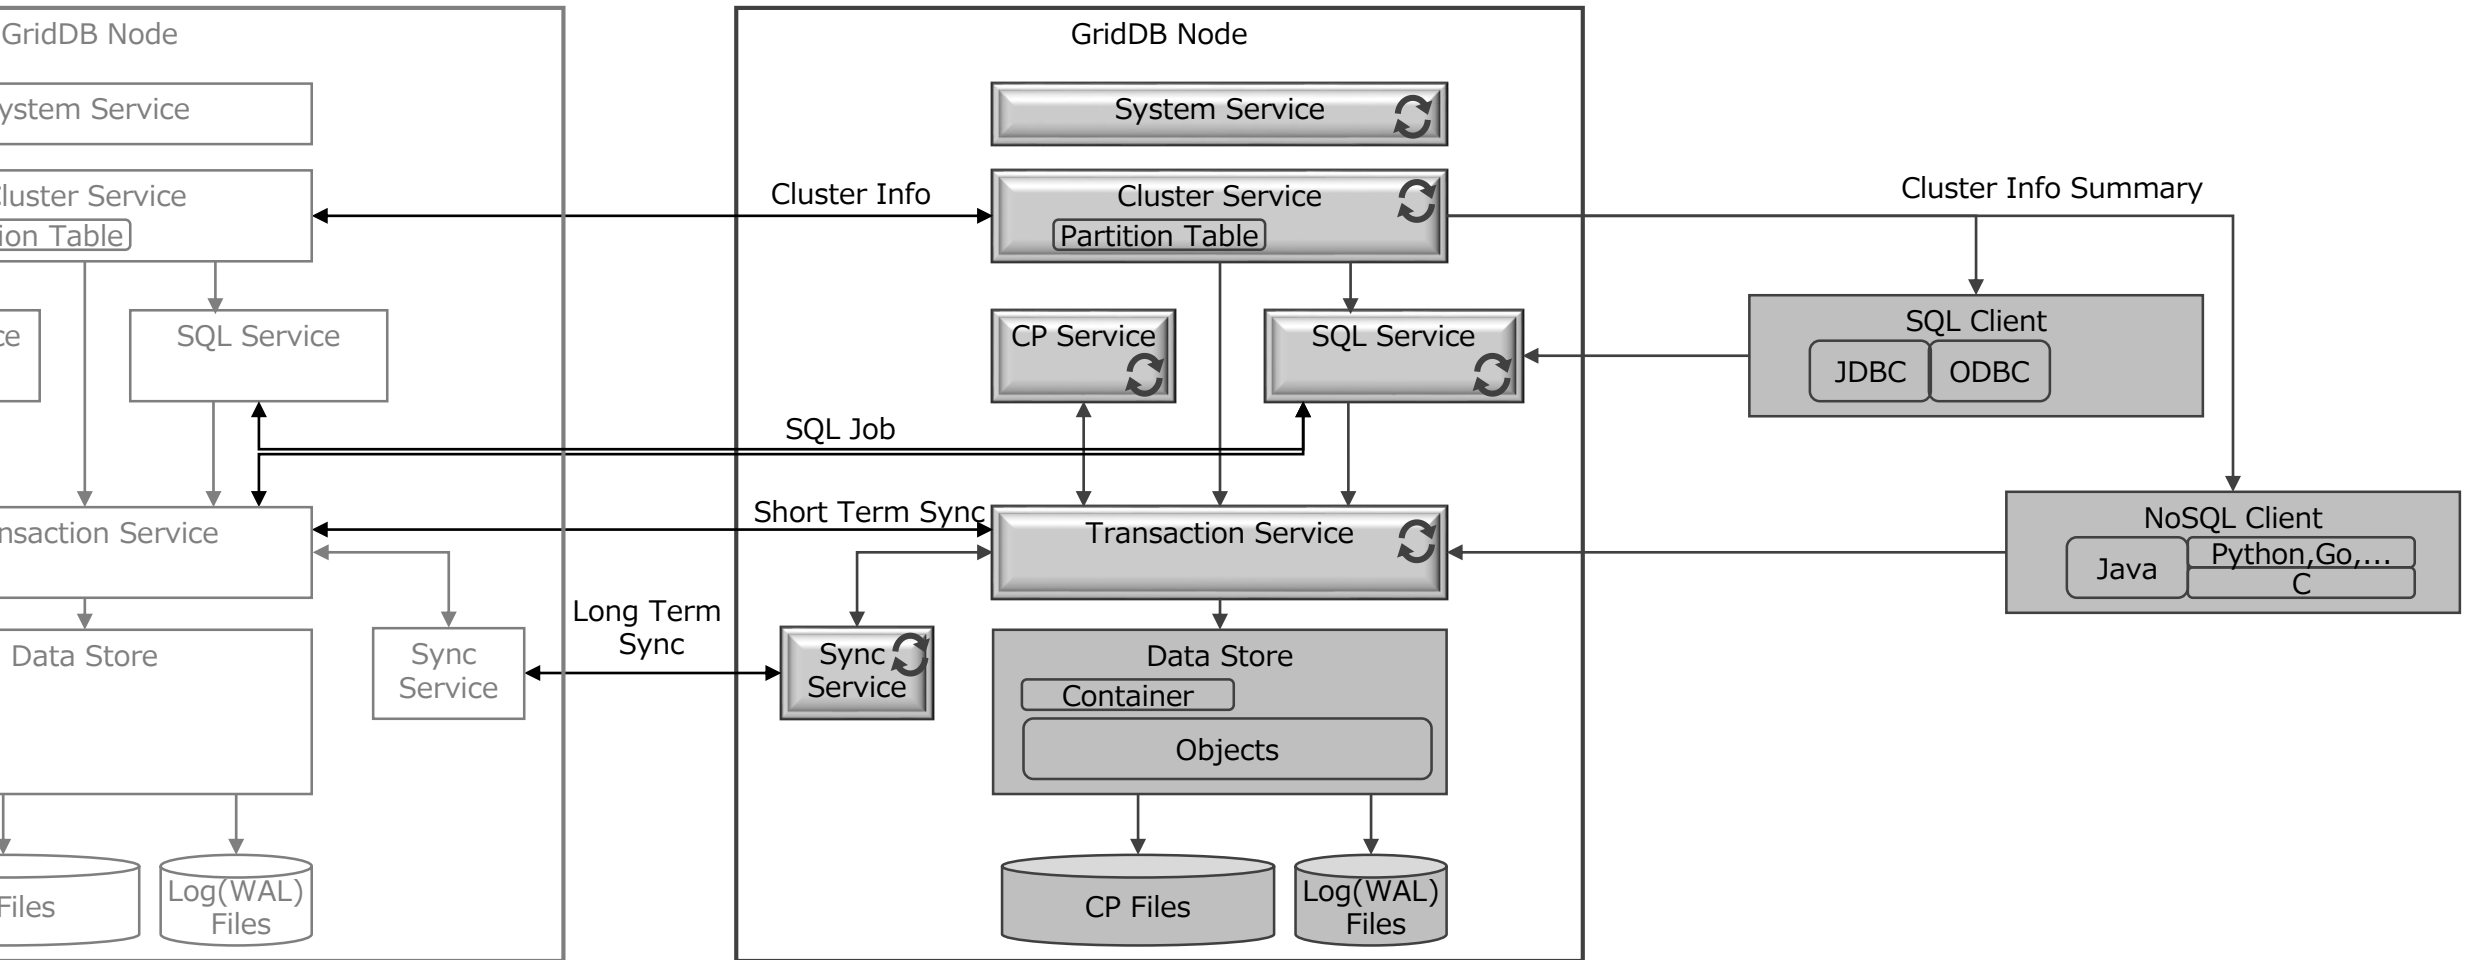 GridDB Node
ystem Service
luster Service
ion Table
ce
SQL Service
nsaction Service
Data Store
Sync
Service
Files
Log(WAL)
Files
Cluster Info
SQL Job
Short Term Sync
Long Term
Sync
GridDB Node
System Service
Cluster Service
Partition Table
CP Service
SQL Service
Transaction Service
Sync
Service
Data Store
Container
Objects
CP Files
Log(WAL)
Files
Cluster Info Summary
SQL Client
JDBC
ODBC
NoSQL Client
Java
Python,Go,...
C